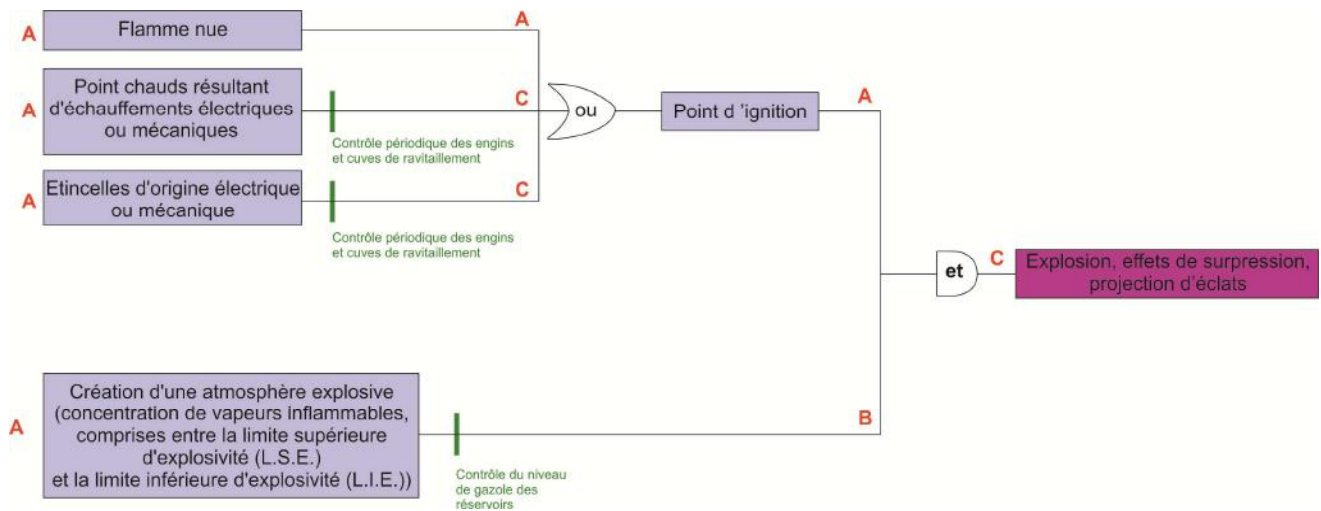 A
Flamme nue
A
A
Point chauds résultant
d'échauffements électriques
ou mécaniques
C
Contrôle périodique des engins
et cuves de ravitaillement
ou
Point d 'ignition
A
A
Etincelles d'origine électrique
ou mécanique
C
Contrôle périodique des engins
et cuves de ravitaillement
et
C
Explosion, effets de surpression,
projection d'éclats
A
Création d'une atmosphère explosive
(concentration de vapeurs inflammables,
comprises entre la limite supérieure
d'explosivité (L.S.E.)
et la limite inférieure d'explosivité (L.I.E.))
B
Contrôle du niveau
de gazole des
réservoirs